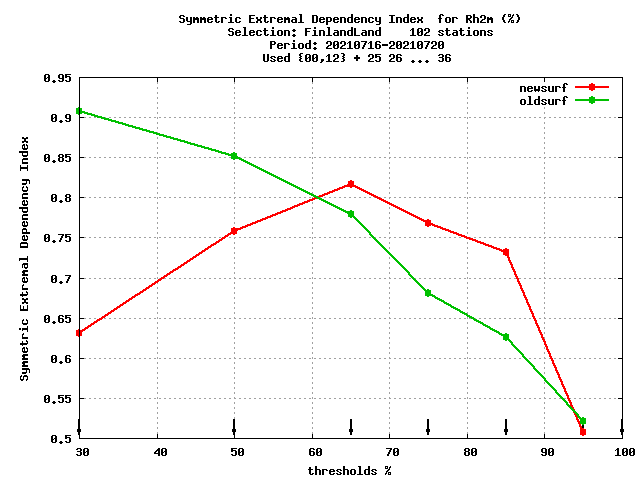 Symmetric Extremal Dependency Index  for Rh2m (%)
Selection: FinlandLand    102 stations
Period: 20210716-20210720
Used {00,12} + 25 26 ... 36
newsurf
oldsurf
Symmetric Extremal Dependency Index
0.95
0.9
0.85
0.8
0.75
0.7
0.65
0.6
0.55
0.5
30 40 50 60 70 80 90 100
thresholds %